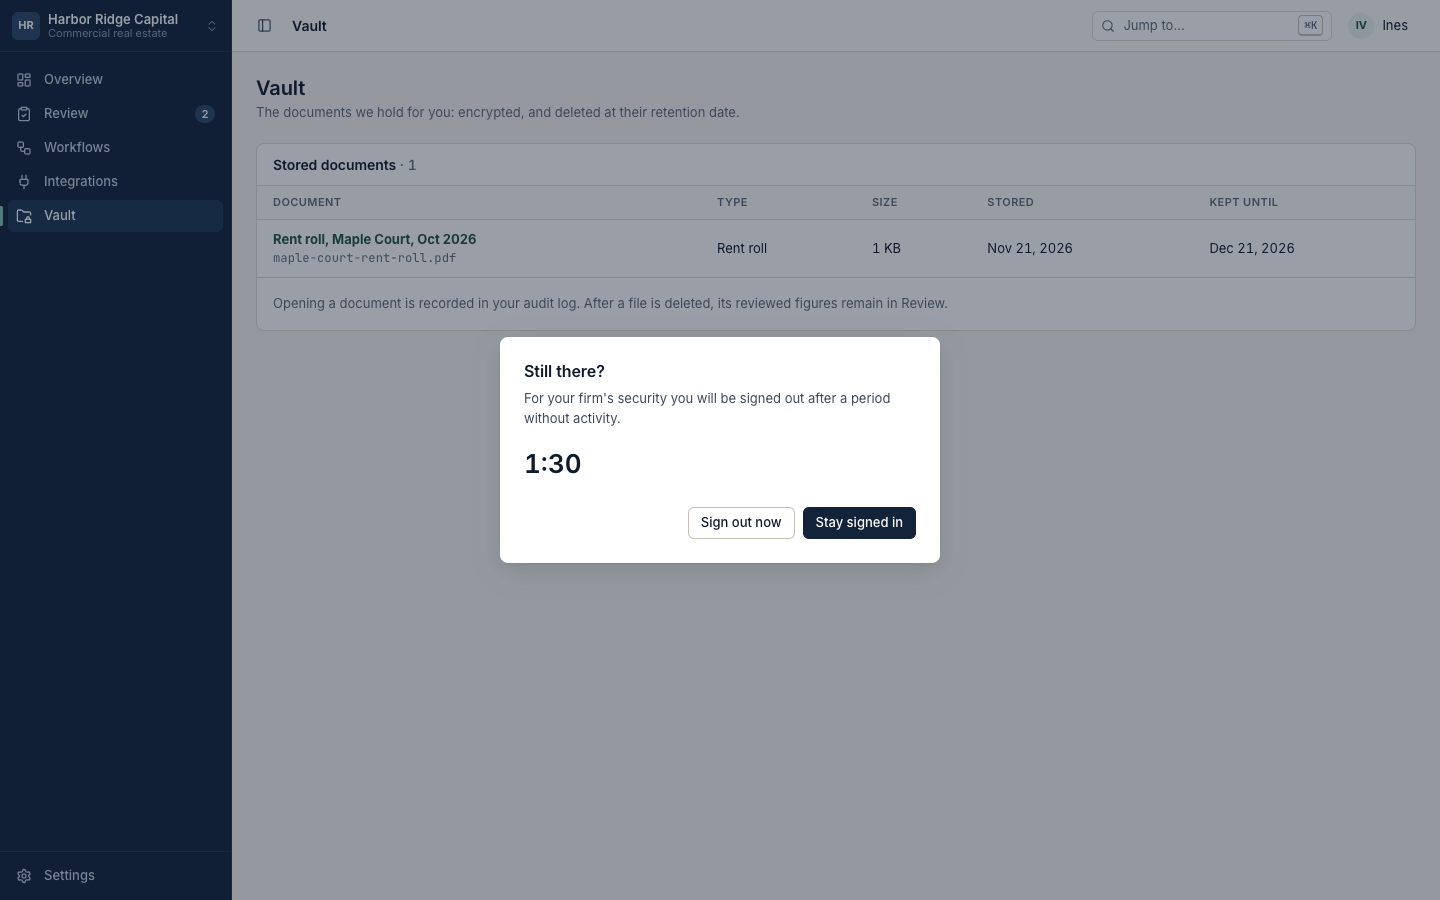 HR
Harbor Ridge Capital
Commercial real estate
Overview
Review 2
Workflows
Integrations
Vault
Settings
Vault
Jump to... ⌘K
IV Ines
Vault
The documents we hold for you: encrypted, and deleted at their retention date.
Stored documents · 1
DOCUMENT TYPE SIZE STORED KEPT UNTIL
Rent roll, Maple Court, Oct 2026
maple-court-rent-roll.pdf
Rent roll 1 KB Nov 21, 2026 Dec 21, 2026
Opening a document is recorded in your audit log. After a file is deleted, its reviewed figures remain in Review.
Still there?
For your firm's security you will be signed out after a period
without activity.
1:30
Sign out now Stay signed in